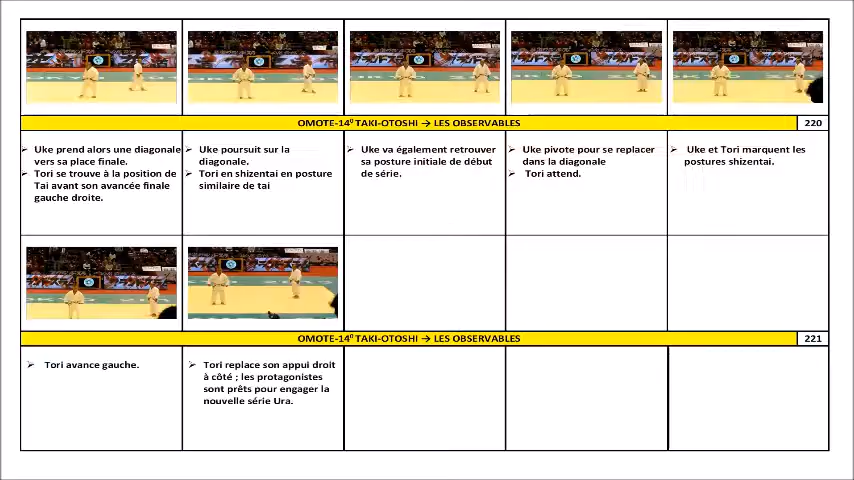 OMOTE-14⁰ TAKI-OTOSHI → LES OBSERVABLES
220
➢ Uke prend alors une diagonale
vers sa place finale.
➢ Tori se trouve à la position de
Tai avant son avancée finale
gauche droite.
➢ Uke poursuit sur la
diagonale.
➢ Tori en shizentai en posture
similaire de tai
➢ Uke va également retrouver
sa posture initiale de début
de série.
➢ Uke pivote pour se replacer
dans la diagonale
➢ Tori attend.
➢ Uke et Tori marquent les
postures shizentai.
OMOTE-14⁰ TAKI-OTOSHI → LES OBSERVABLES
221
➢ Tori avance gauche.
➢ Tori replace son appui droit
à côté ; les protagonistes
sont prêts pour engager la
nouvelle série Ura.